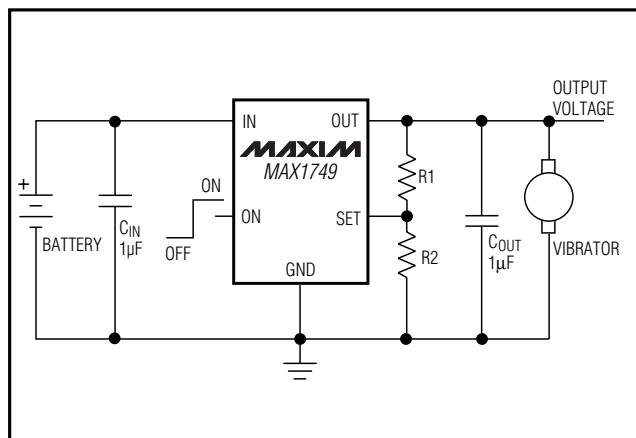 OUTPUT
VOLTAGE
IN
OUT
MAXIM
MAX1749
R1
+
ON
ON
SET
CIN
1µF
BATTERY
OFF
COUT
1µF
VIBRATOR
R2
GND